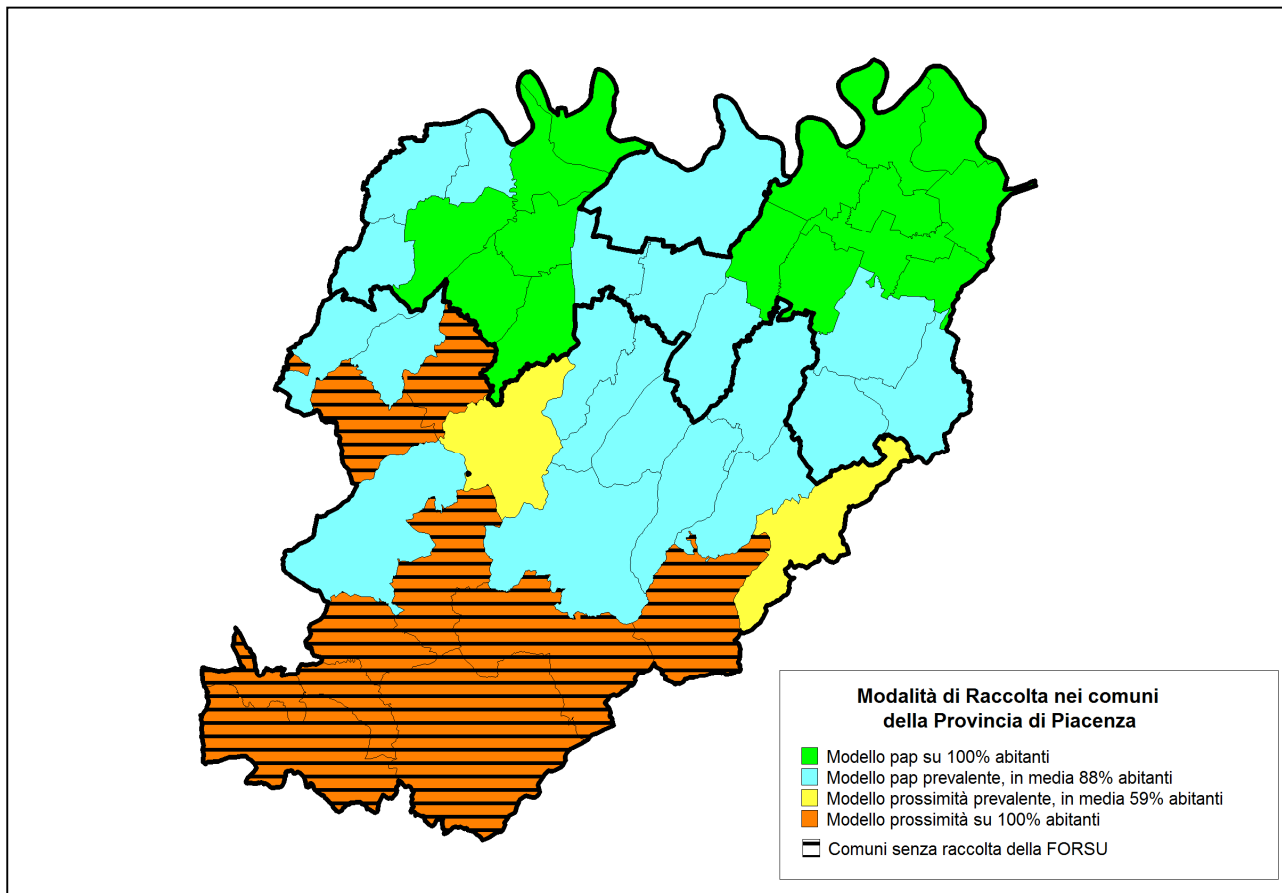 Modalità di Raccolta nei comuni
della Provincia di Piacenza
Modello pap su 100% abitanti
Modello pap prevalente, in media 88% abitanti
Modello prossimità prevalente, in media 59% abitanti
Modello prossimità su 100% abitanti
Comuni senza raccolta della FORSU